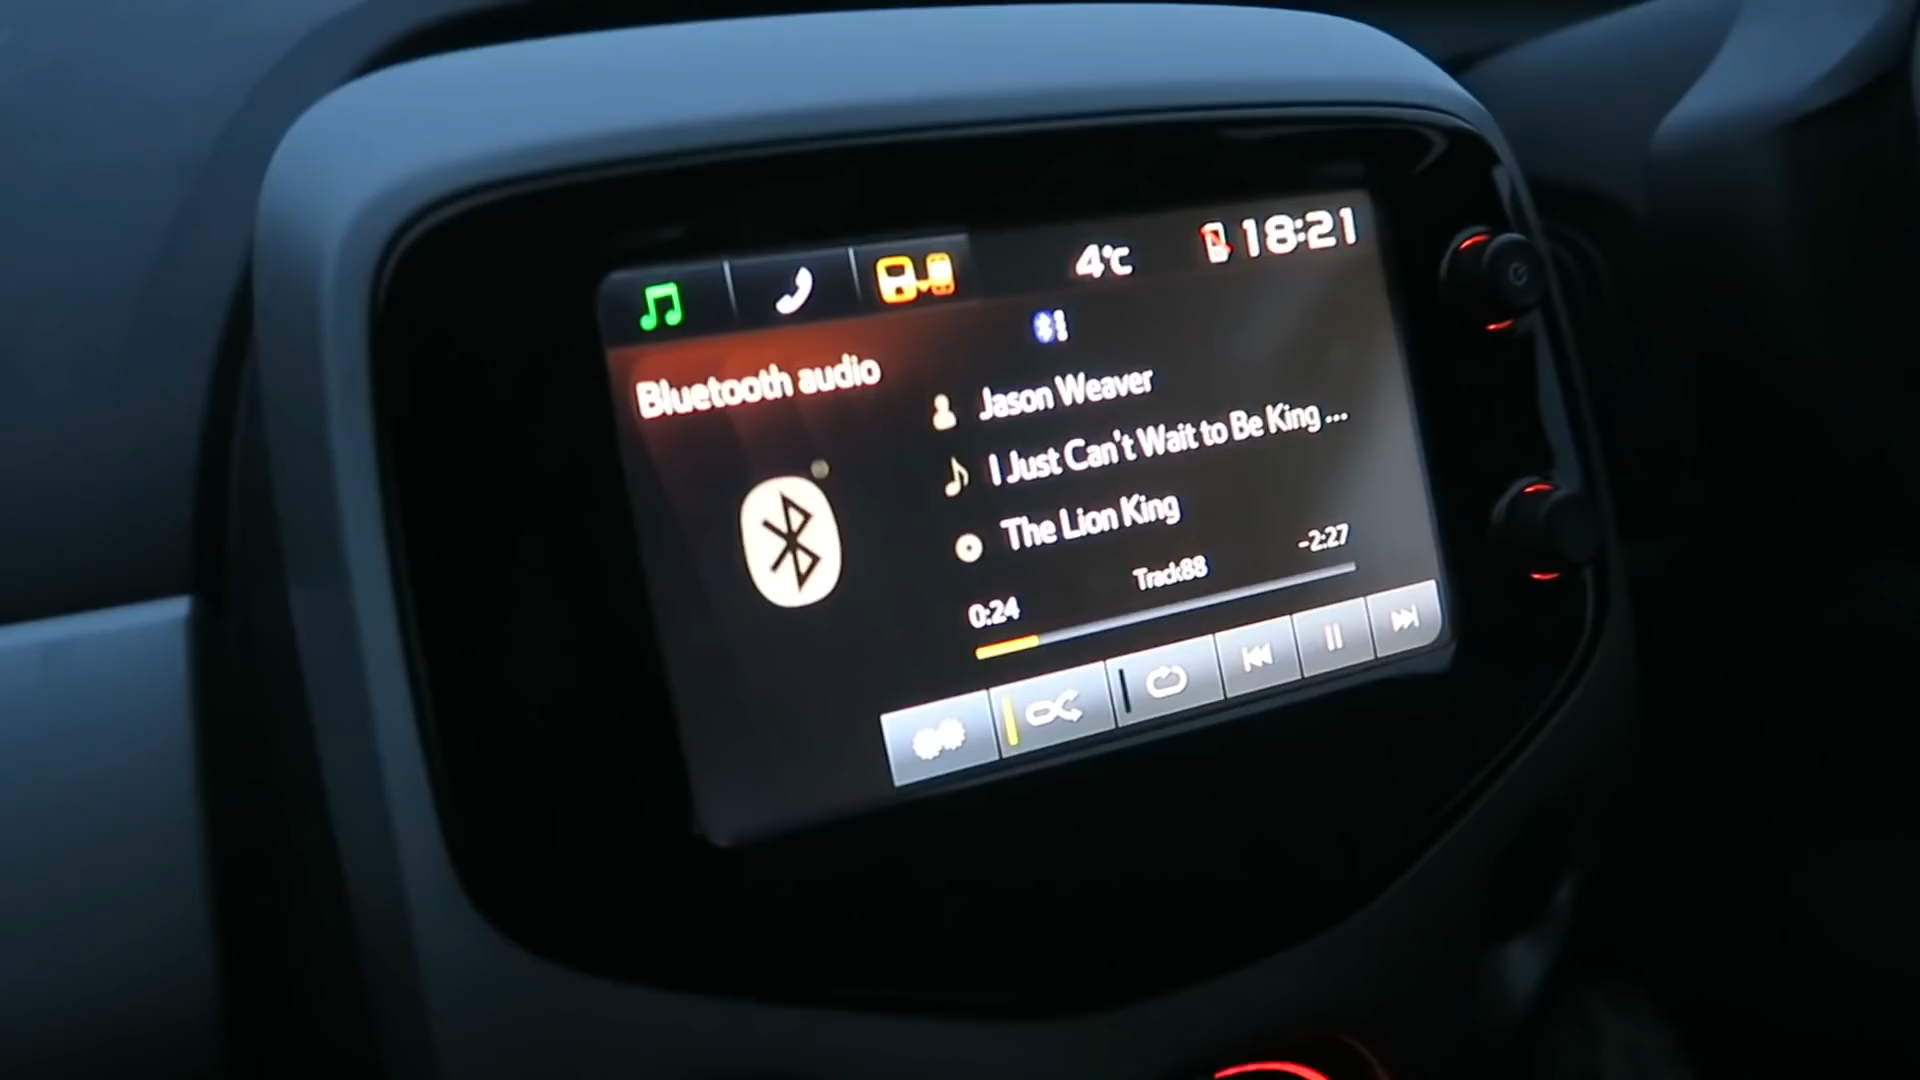 4°C 18:21
Bluetooth audio
Jason Weaver
I Just Can't Wait to Be King ...
The Lion King
Track88
0:24 -2:27